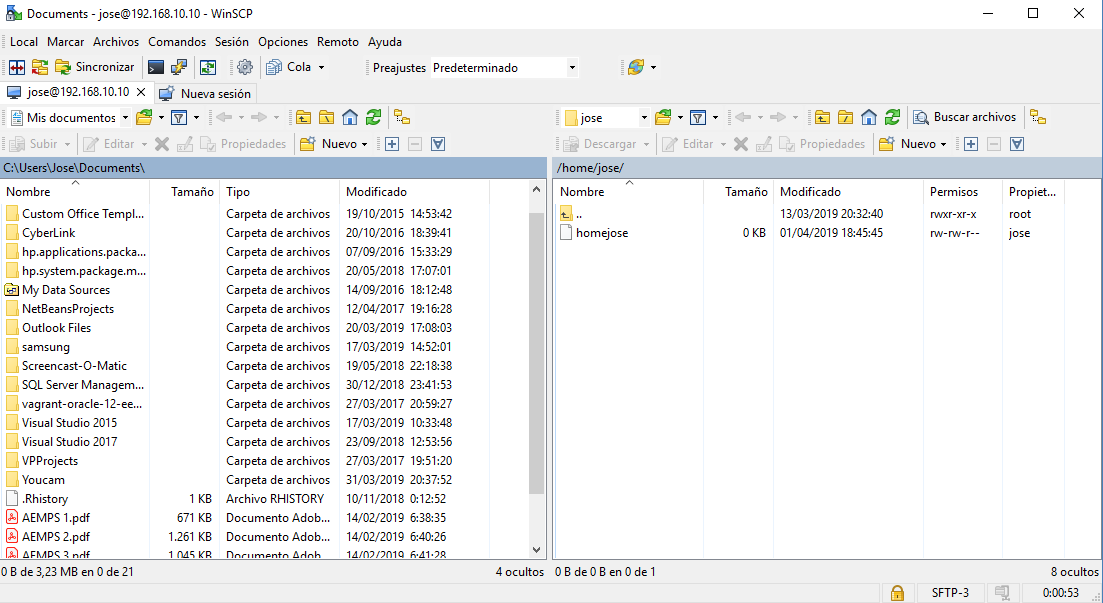 Documents - jose@192.168.10.10 - WinSCP
Local Marcar Archivos Comandos Sesión Opciones Remoto Ayuda
Sincronizar Cola Preajustes Predeterminado
jose@192.168.10.10 Nueva sesión
Mis documentos jose Buscar archivos
Subir Editar Propiedades Nuevo Descargar Editar Propiedades Nuevo
C:\Users\Jose\Documents\ /home/jose/
Nombre Tamaño Tipo Modificado Nombre Tamaño Modificado Permisos Propiet...
Custom Office Templ... Carpeta de archivos 19/10/2015 14:53:42 .. 13/03/2019 20:32:40 rwxr-xr-x root
CyberLink Carpeta de archivos 20/10/2016 18:39:41 homejose 0 KB 01/04/2019 18:45:45 rw-rw-r-- jose
hp.applications.packa... Carpeta de archivos 07/09/2016 15:33:29
hp.system.package.m... Carpeta de archivos 20/05/2018 17:07:01
My Data Sources Carpeta de archivos 14/09/2016 18:12:48
NetBeansProjects Carpeta de archivos 12/04/2017 19:16:28
Outlook Files Carpeta de archivos 20/03/2019 17:08:03
samsung Carpeta de archivos 17/03/2019 14:52:01
Screencast-O-Matic Carpeta de archivos 19/05/2018 22:18:38
SQL Server Managem... Carpeta de archivos 30/12/2018 23:41:53
vagrant-oracle-12-ee... Carpeta de archivos 27/03/2017 20:59:27
Visual Studio 2015 Carpeta de archivos 17/03/2019 10:33:48
Visual Studio 2017 Carpeta de archivos 23/09/2018 12:53:56
VPProjects Carpeta de archivos 27/03/2017 19:51:20
Youcam Carpeta de archivos 31/03/2019 20:37:52
.Rhistory 1 KB Archivo RHISTORY 10/11/2018 0:12:52
AEMPS 1.pdf 671 KB Documento Adob... 14/02/2019 6:38:35
AEMPS 2.pdf 1.261 KB Documento Adob... 14/02/2019 6:40:26
AEMPS 3.pdf 1.045 KB Documento Adob... 14/02/2019 6:41:28
0 B de 3,23 MB en 0 de 21 4 ocultos 0 B de 0 B en 0 de 1 8 ocultos
SFTP-3 0:00:53